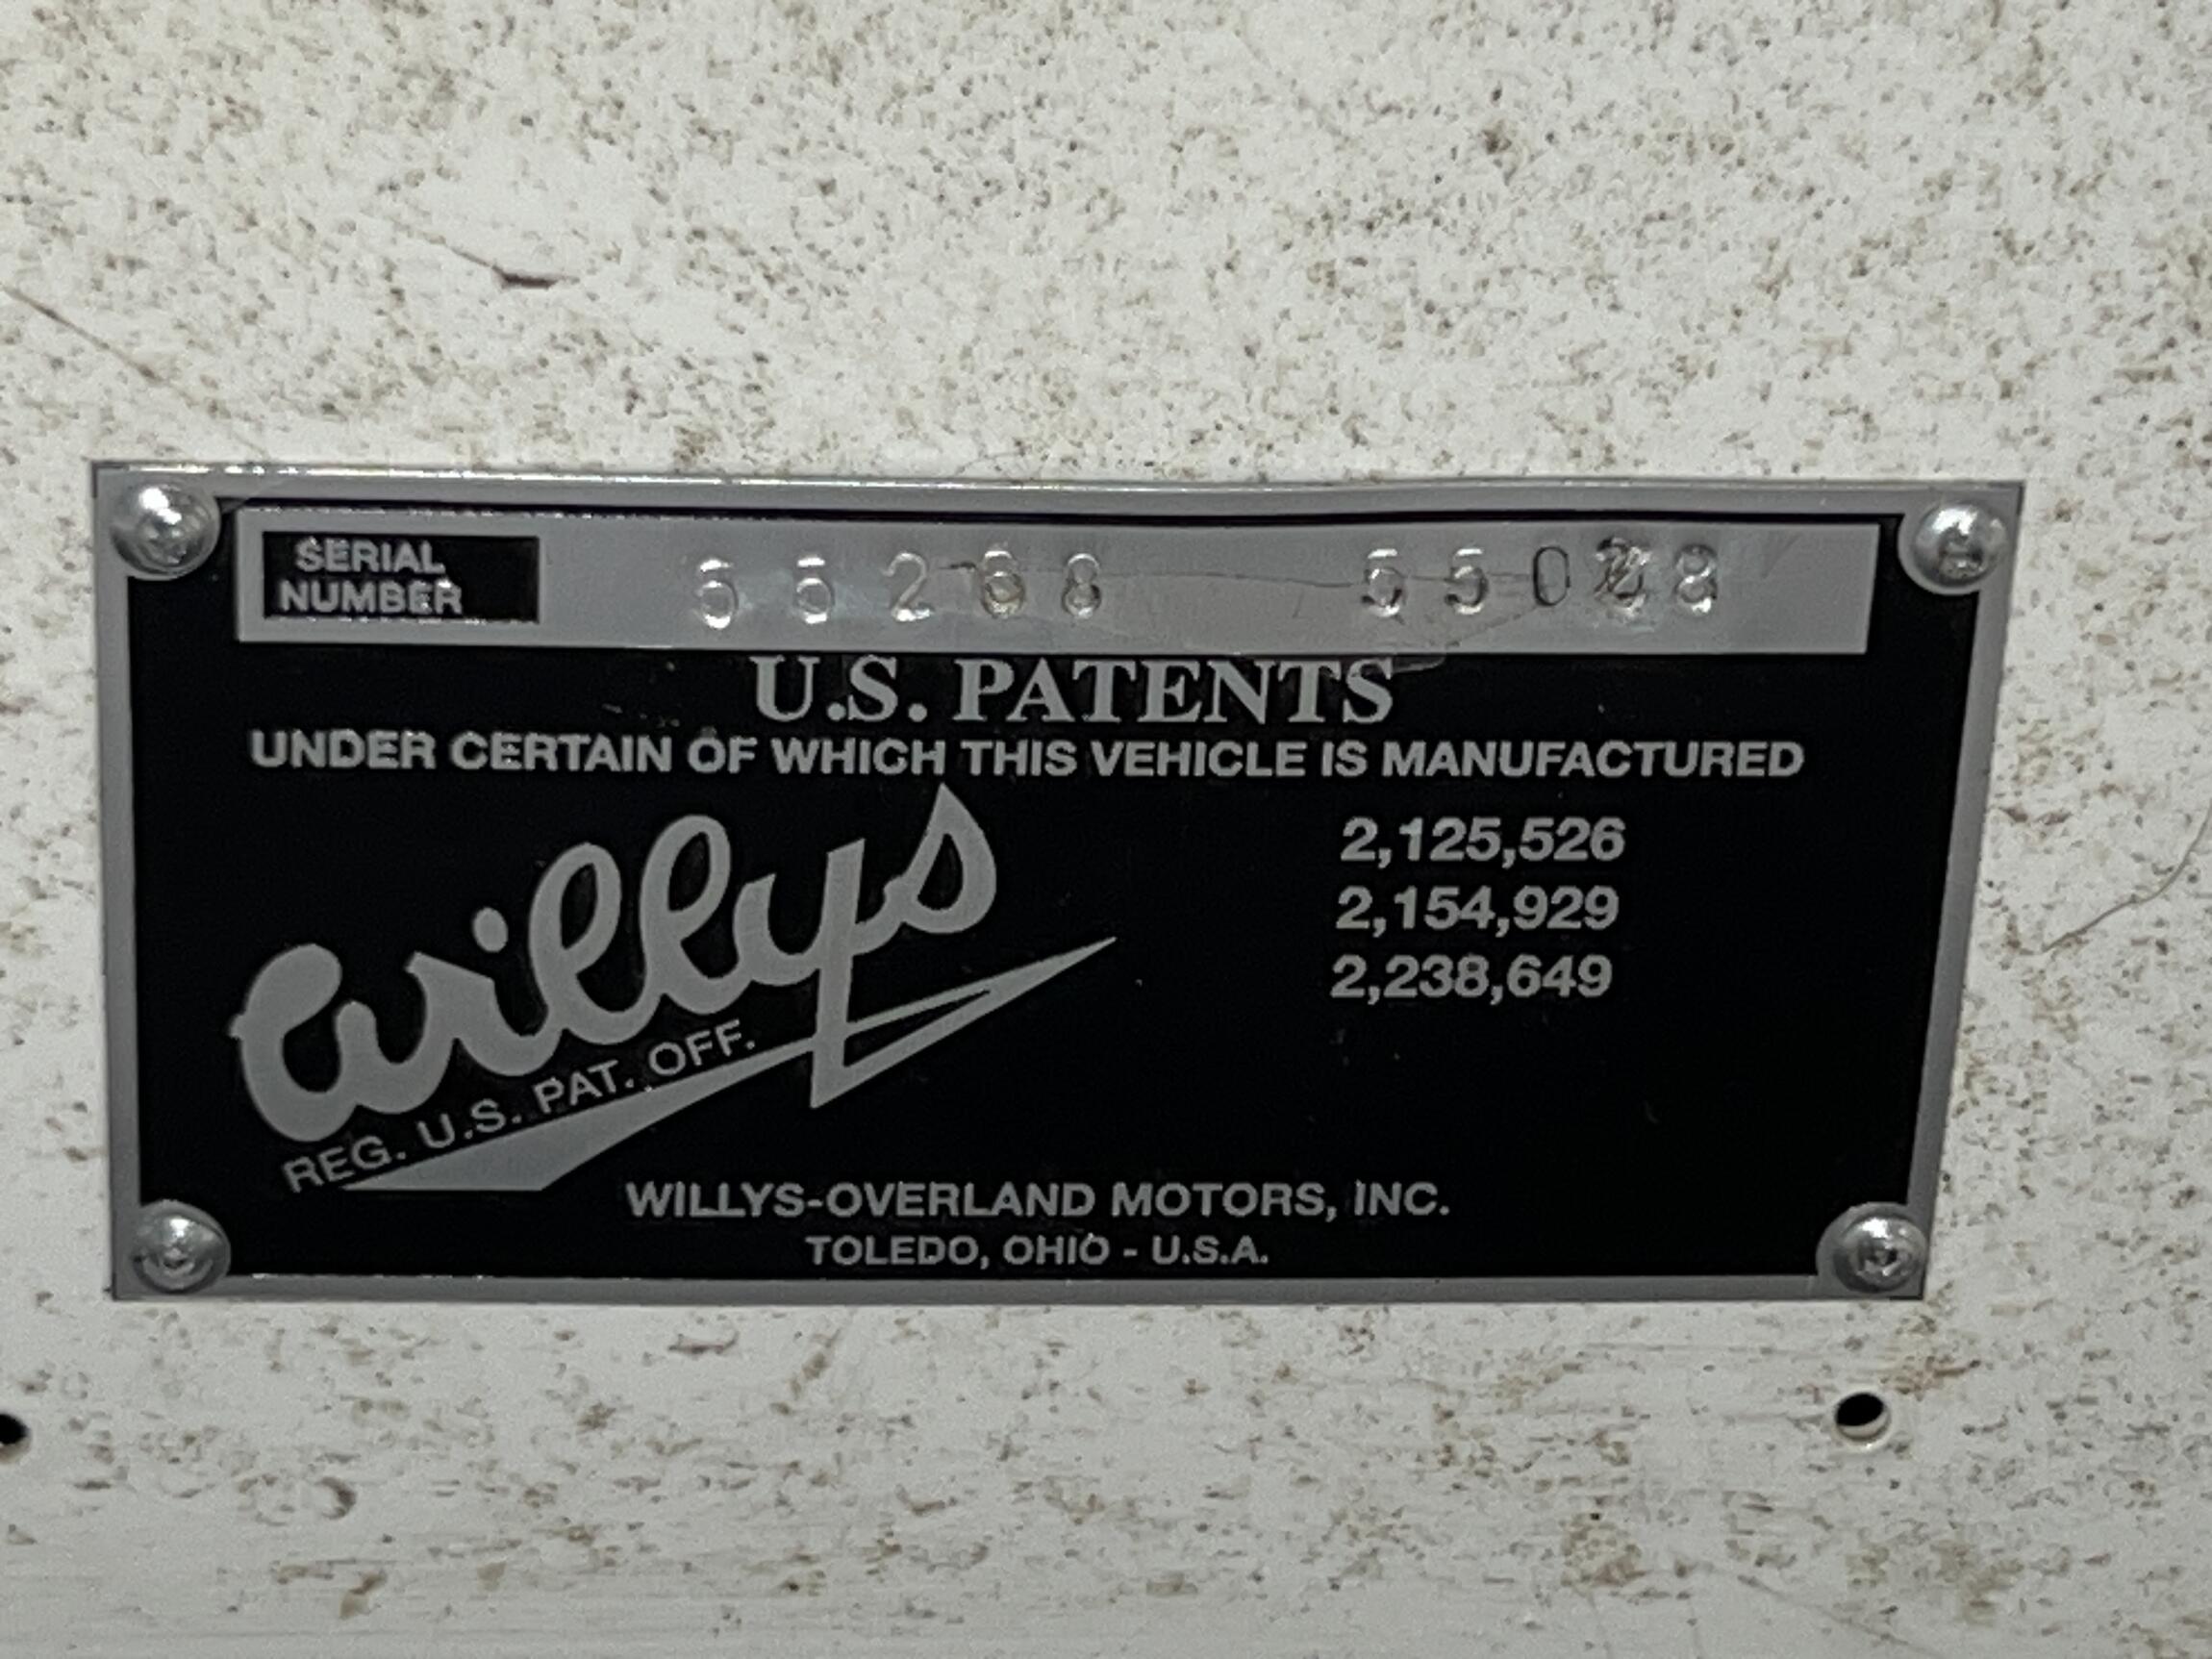 SERIAL
NUMBER
55268
U.S. PATENTS
UNDER CERTAIN OF WHICH THIS VEHICLE IS MANUFACTURED
2,125,526
2,154,929
2,238,649
Willys
REG. U.S. PAT. OFF.
WILLYS-OVERLAND MOTORS, INC.
TOLEDO, OHIO - U.S.A.